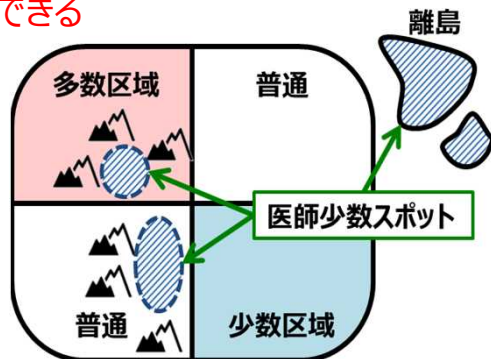 できる
離島
多数区域
普通
医師少数スポット
普通
少数区域